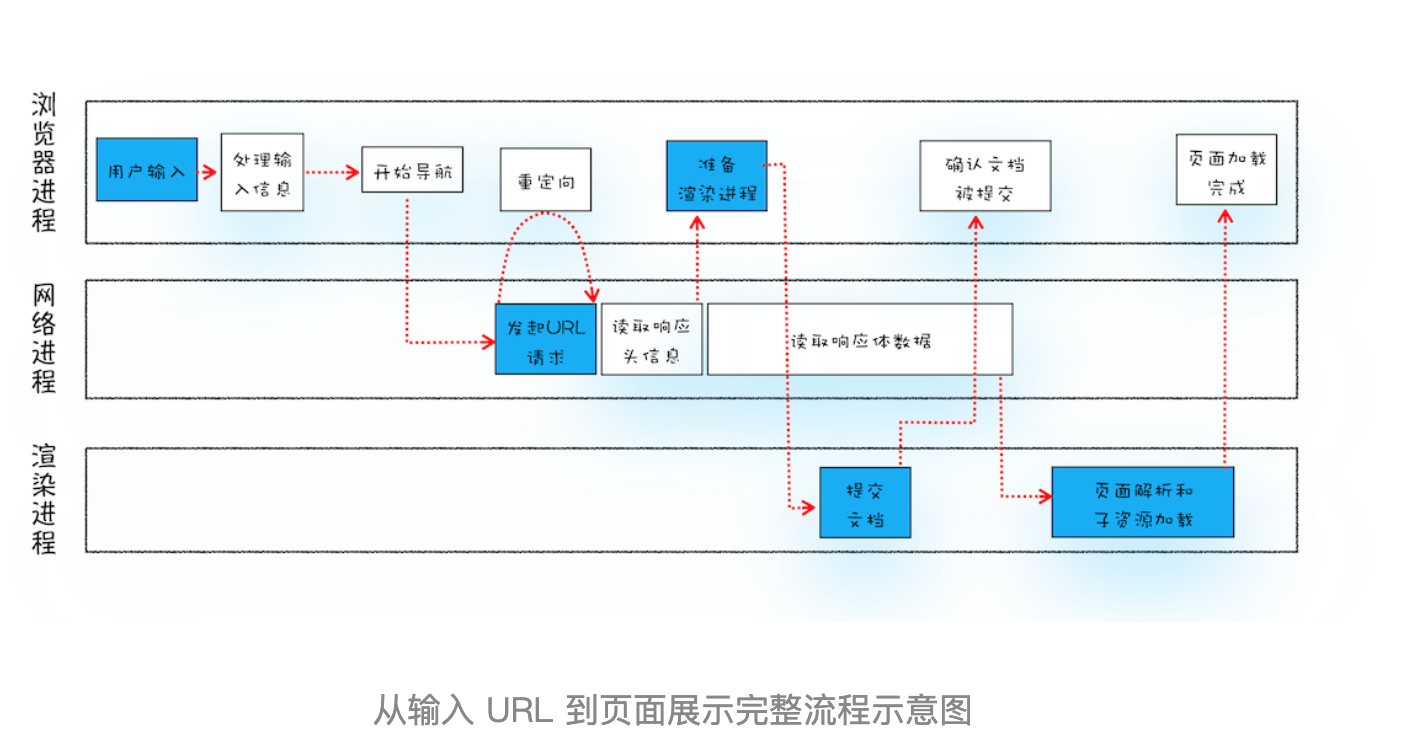 浏览器进程
用户输入
处理输
入信息
开始导航
重定向
准备
渲染进程
确认文档
被提交
页面加载
完成
网络进程
发起URL
请求
读取响应
头信息
读取响应体数据
渲染进程
提交
文档
页面解析和
子资源加载
从输入 URL 到页面展示完整流程示意图